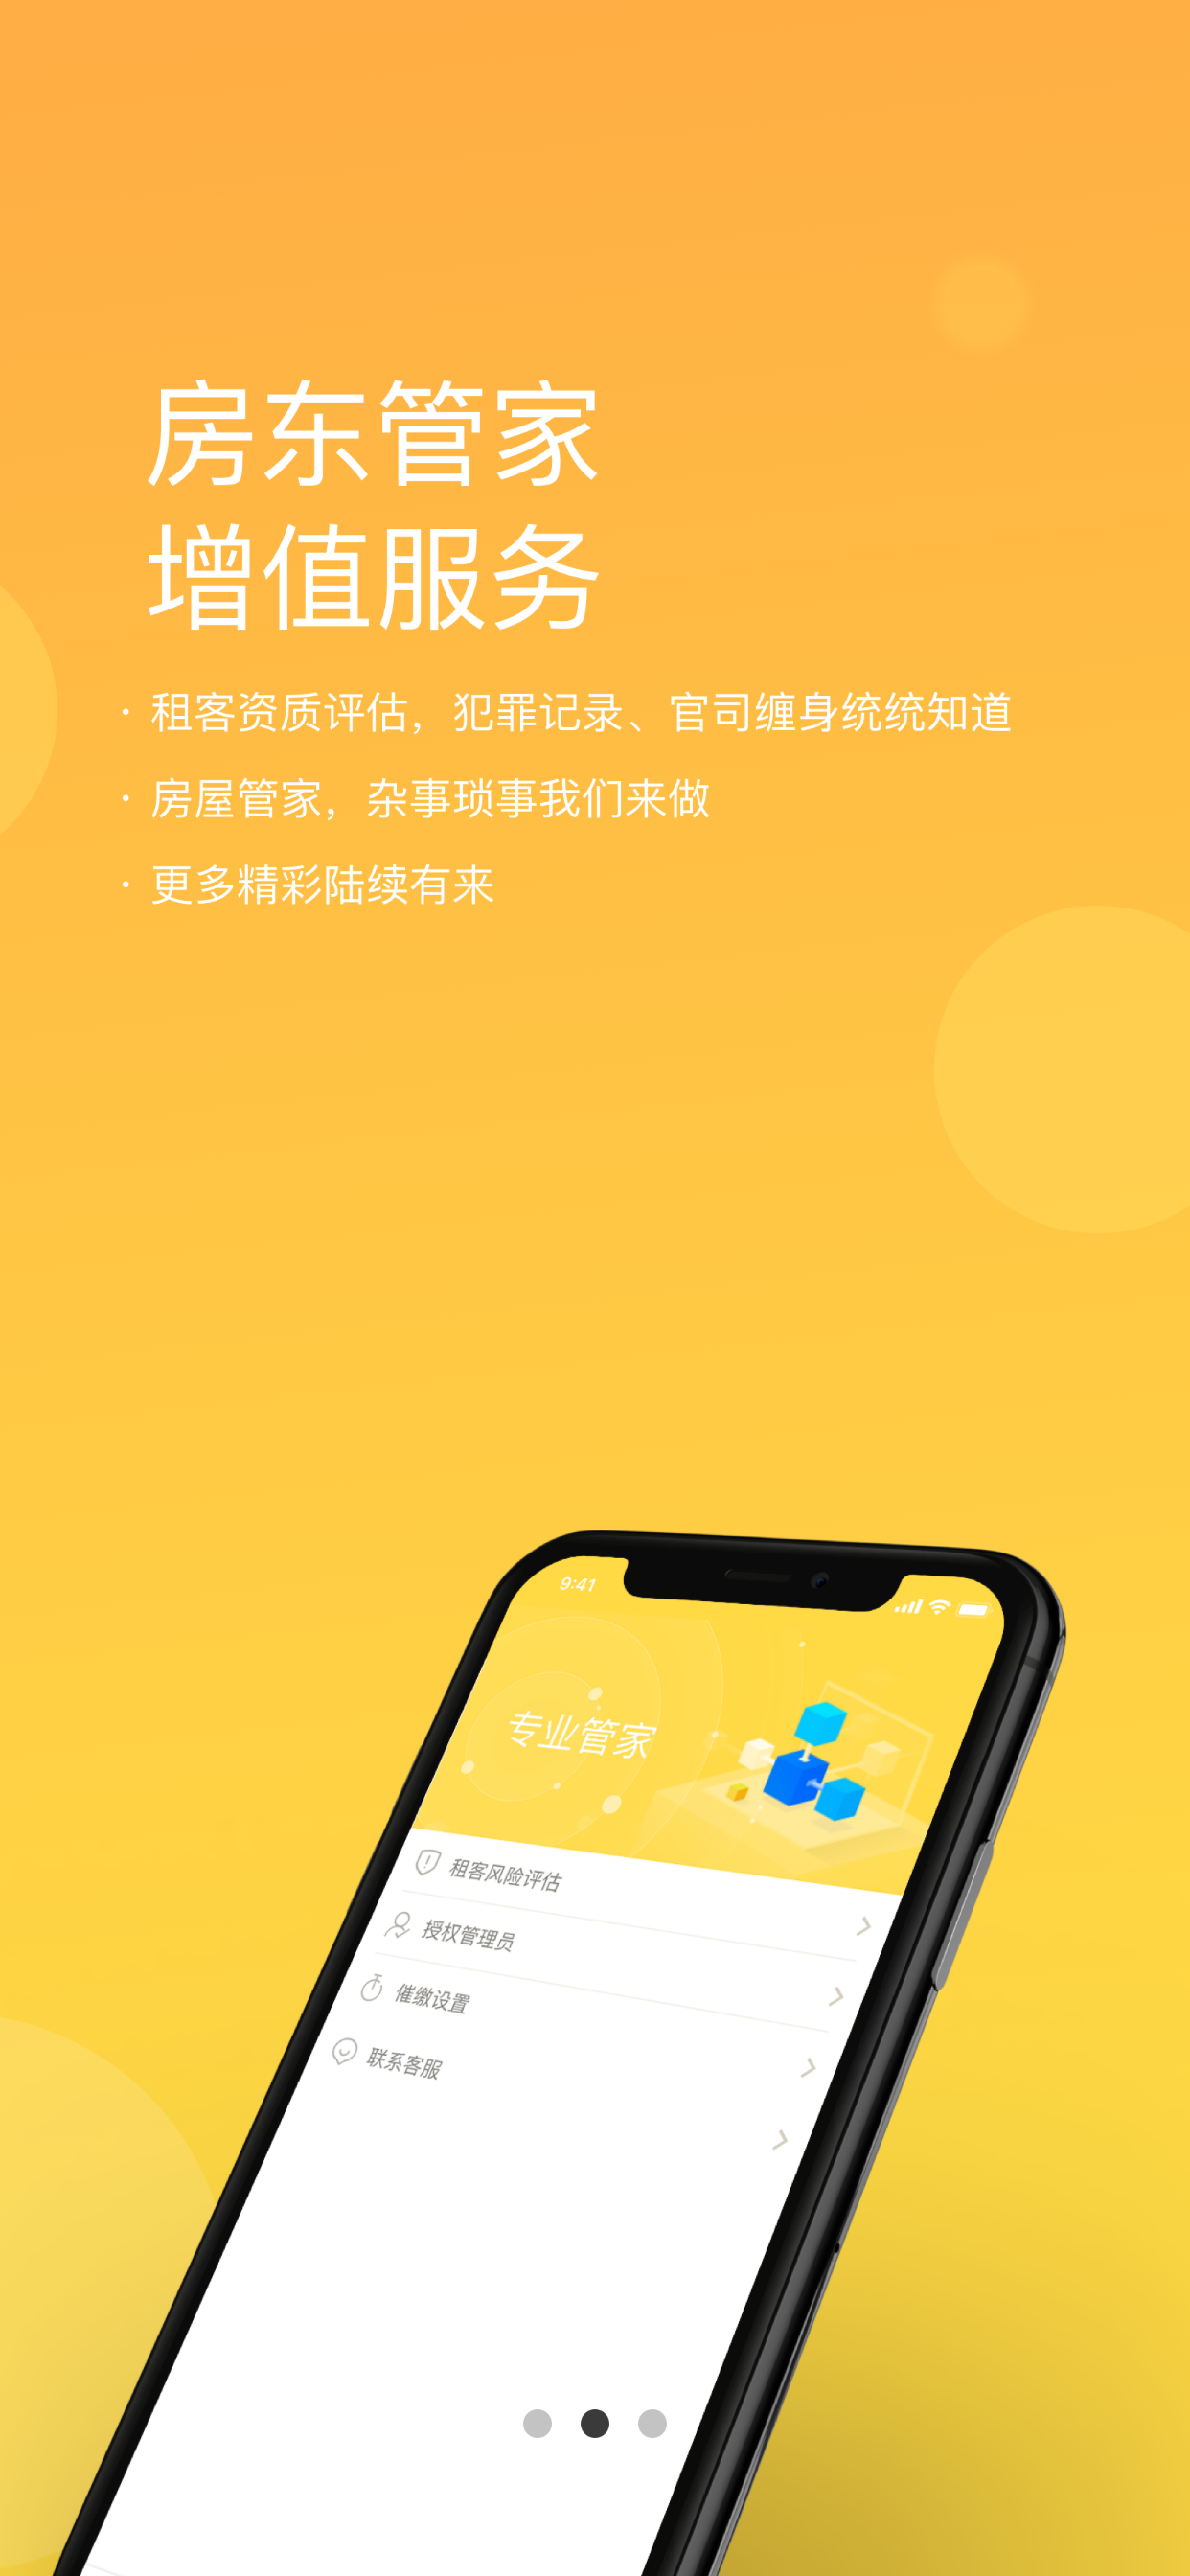 房东管家
增值服务
· 租客资质评估，犯罪记录、官司缠身统统知道
· 房屋管家，杂事琐事我们来做
· 更多精彩陆续有来
9:41
专业管家
租客风险评估
授权管理员
催缴设置
联系客服